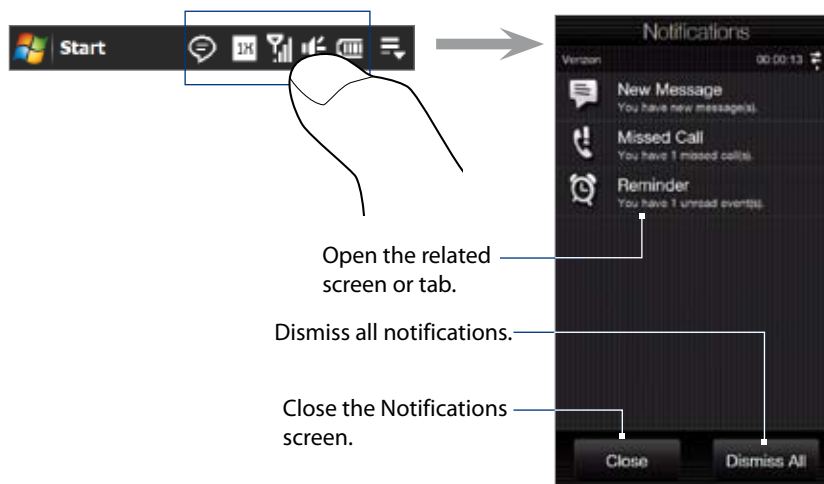 Start
1X
Notifications
Verizon 00:00:13
New Message
You have new message(s).
Missed Call
You have 1 missed call(s).
Reminder
You have 1 unread event(s).
Open the related
screen or tab.
Dismiss all notifications.
Close the Notifications
screen.
Close Dismiss All